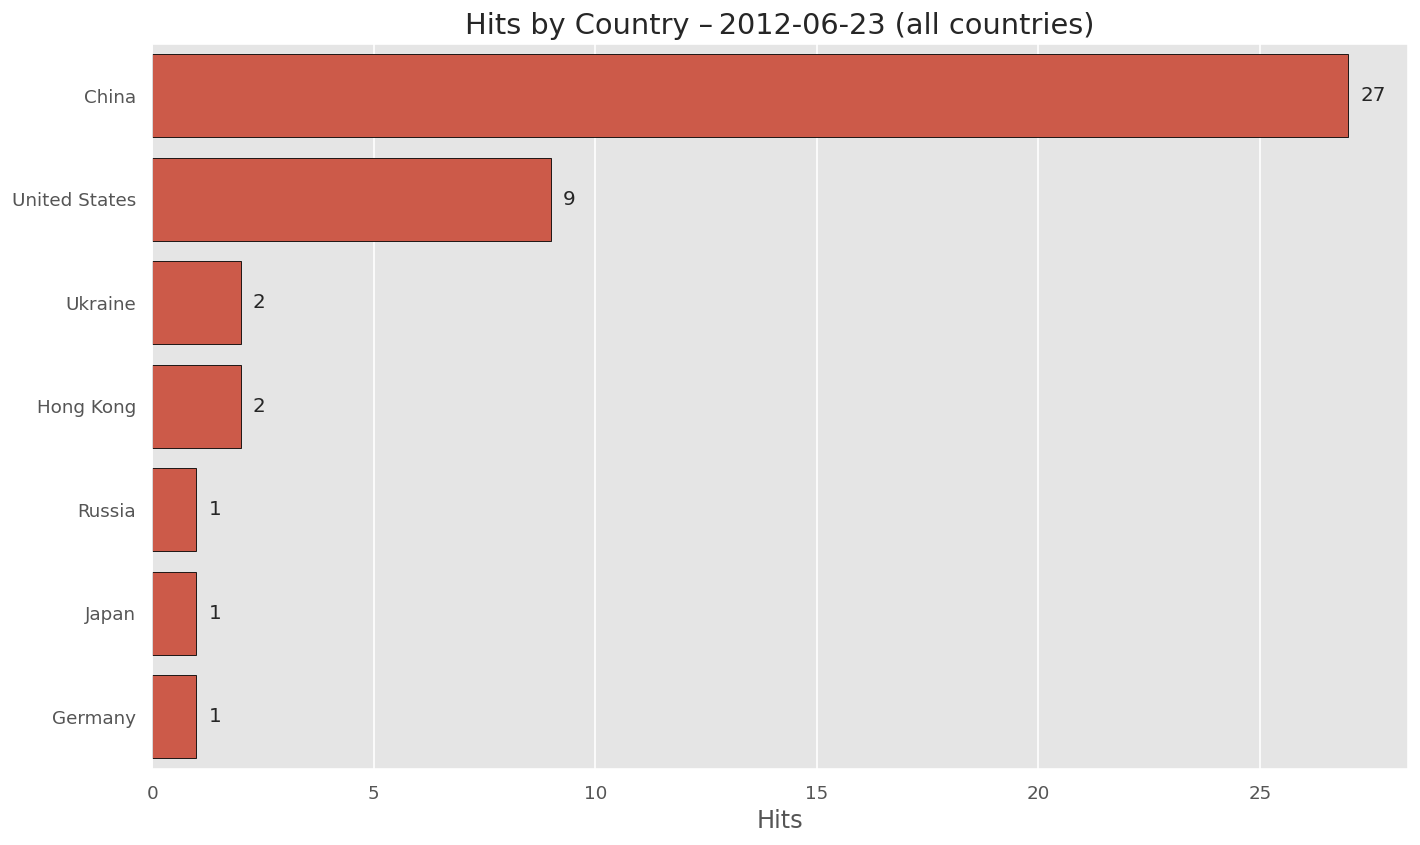 Hits by Country – 2012-06-23 (all countries)
China 27
United States 9
Ukraine 2
Hong Kong 2
Russia 1
Japan 1
Germany 1
0 5 10 15 20 25
Hits